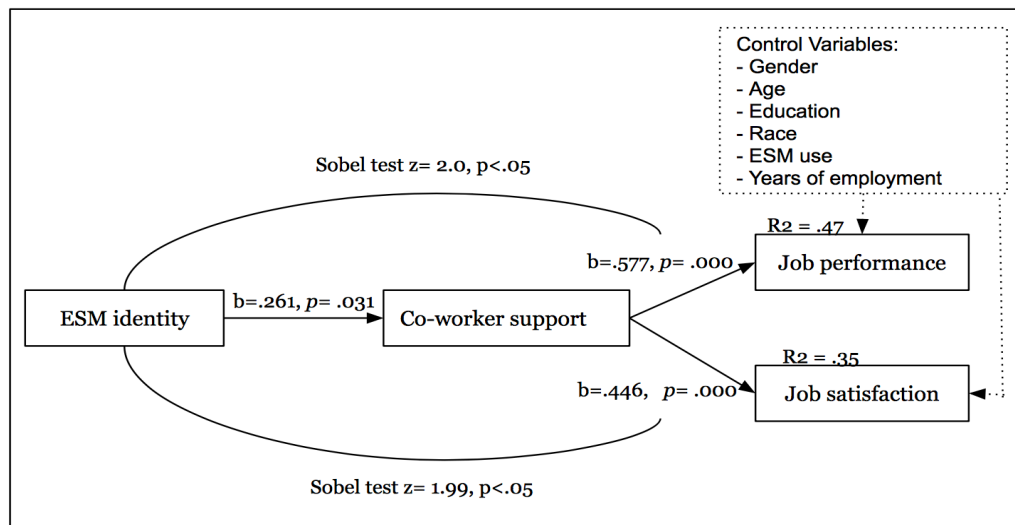 Control Variables:
- Gender
- Age
- Education
- Race
- ESM use
- Years of employment
Sobel test z= 2.0, p<.05
R2 = .47
b=.577, p= .000
Job performance
b=.261, p= .031
ESM identity
Co-worker support
R2 = .35
b=.446, p= .000
Job satisfaction
Sobel test z= 1.99, p<.05